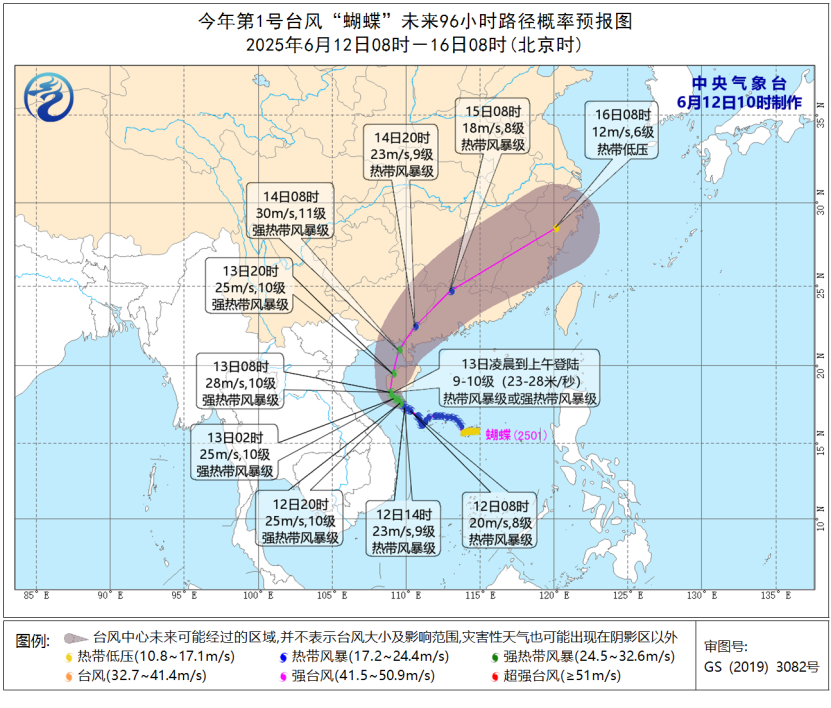 今年第1号台风“蝴蝶”未来96小时路径概率预报图
2025年6月12日08时－16日08时(北京时)
中央气象台
6月12日10时制作
15日08时
18m/s,8级
热带风暴级
16日08时
12m/s,6级
热带低压
14日20时
23m/s,9级
热带风暴级
14日08时
30m/s,11级
强热带风暴级
13日20时
25m/s,10级
强热带风暴级
13日08时
28m/s,10级
强热带风暴级
13日凌晨到上午登陆
9-10级（23-28米/秒）
热带风暴级或强热带风暴级
蝴蝶(2501)
13日02时
25m/s,10级
强热带风暴级
12日20时
25m/s,10级
强热带风暴级
12日14时
23m/s,9级
热带风暴级
12日08时
20m/s,8级
热带风暴级
35° N
30° N
25° N
20° N
15° N
10° N
85° E
90° E
95° E
100° E
105° E
110° E
115° E
120° E
125° E
130° E
135° E
图例:
台风中心未来可能经过的区域,并不表示台风大小及影响范围,灾害性天气也可能出现在阴影区以外
热带低压(10.8~17.1m/s)
热带风暴(17.2~24.4m/s)
强热带风暴(24.5~32.6m/s)
台风(32.7~41.4m/s)
强台风(41.5~50.9m/s)
超强台风(≥51m/s)
审图号:
GS (2019) 3082号